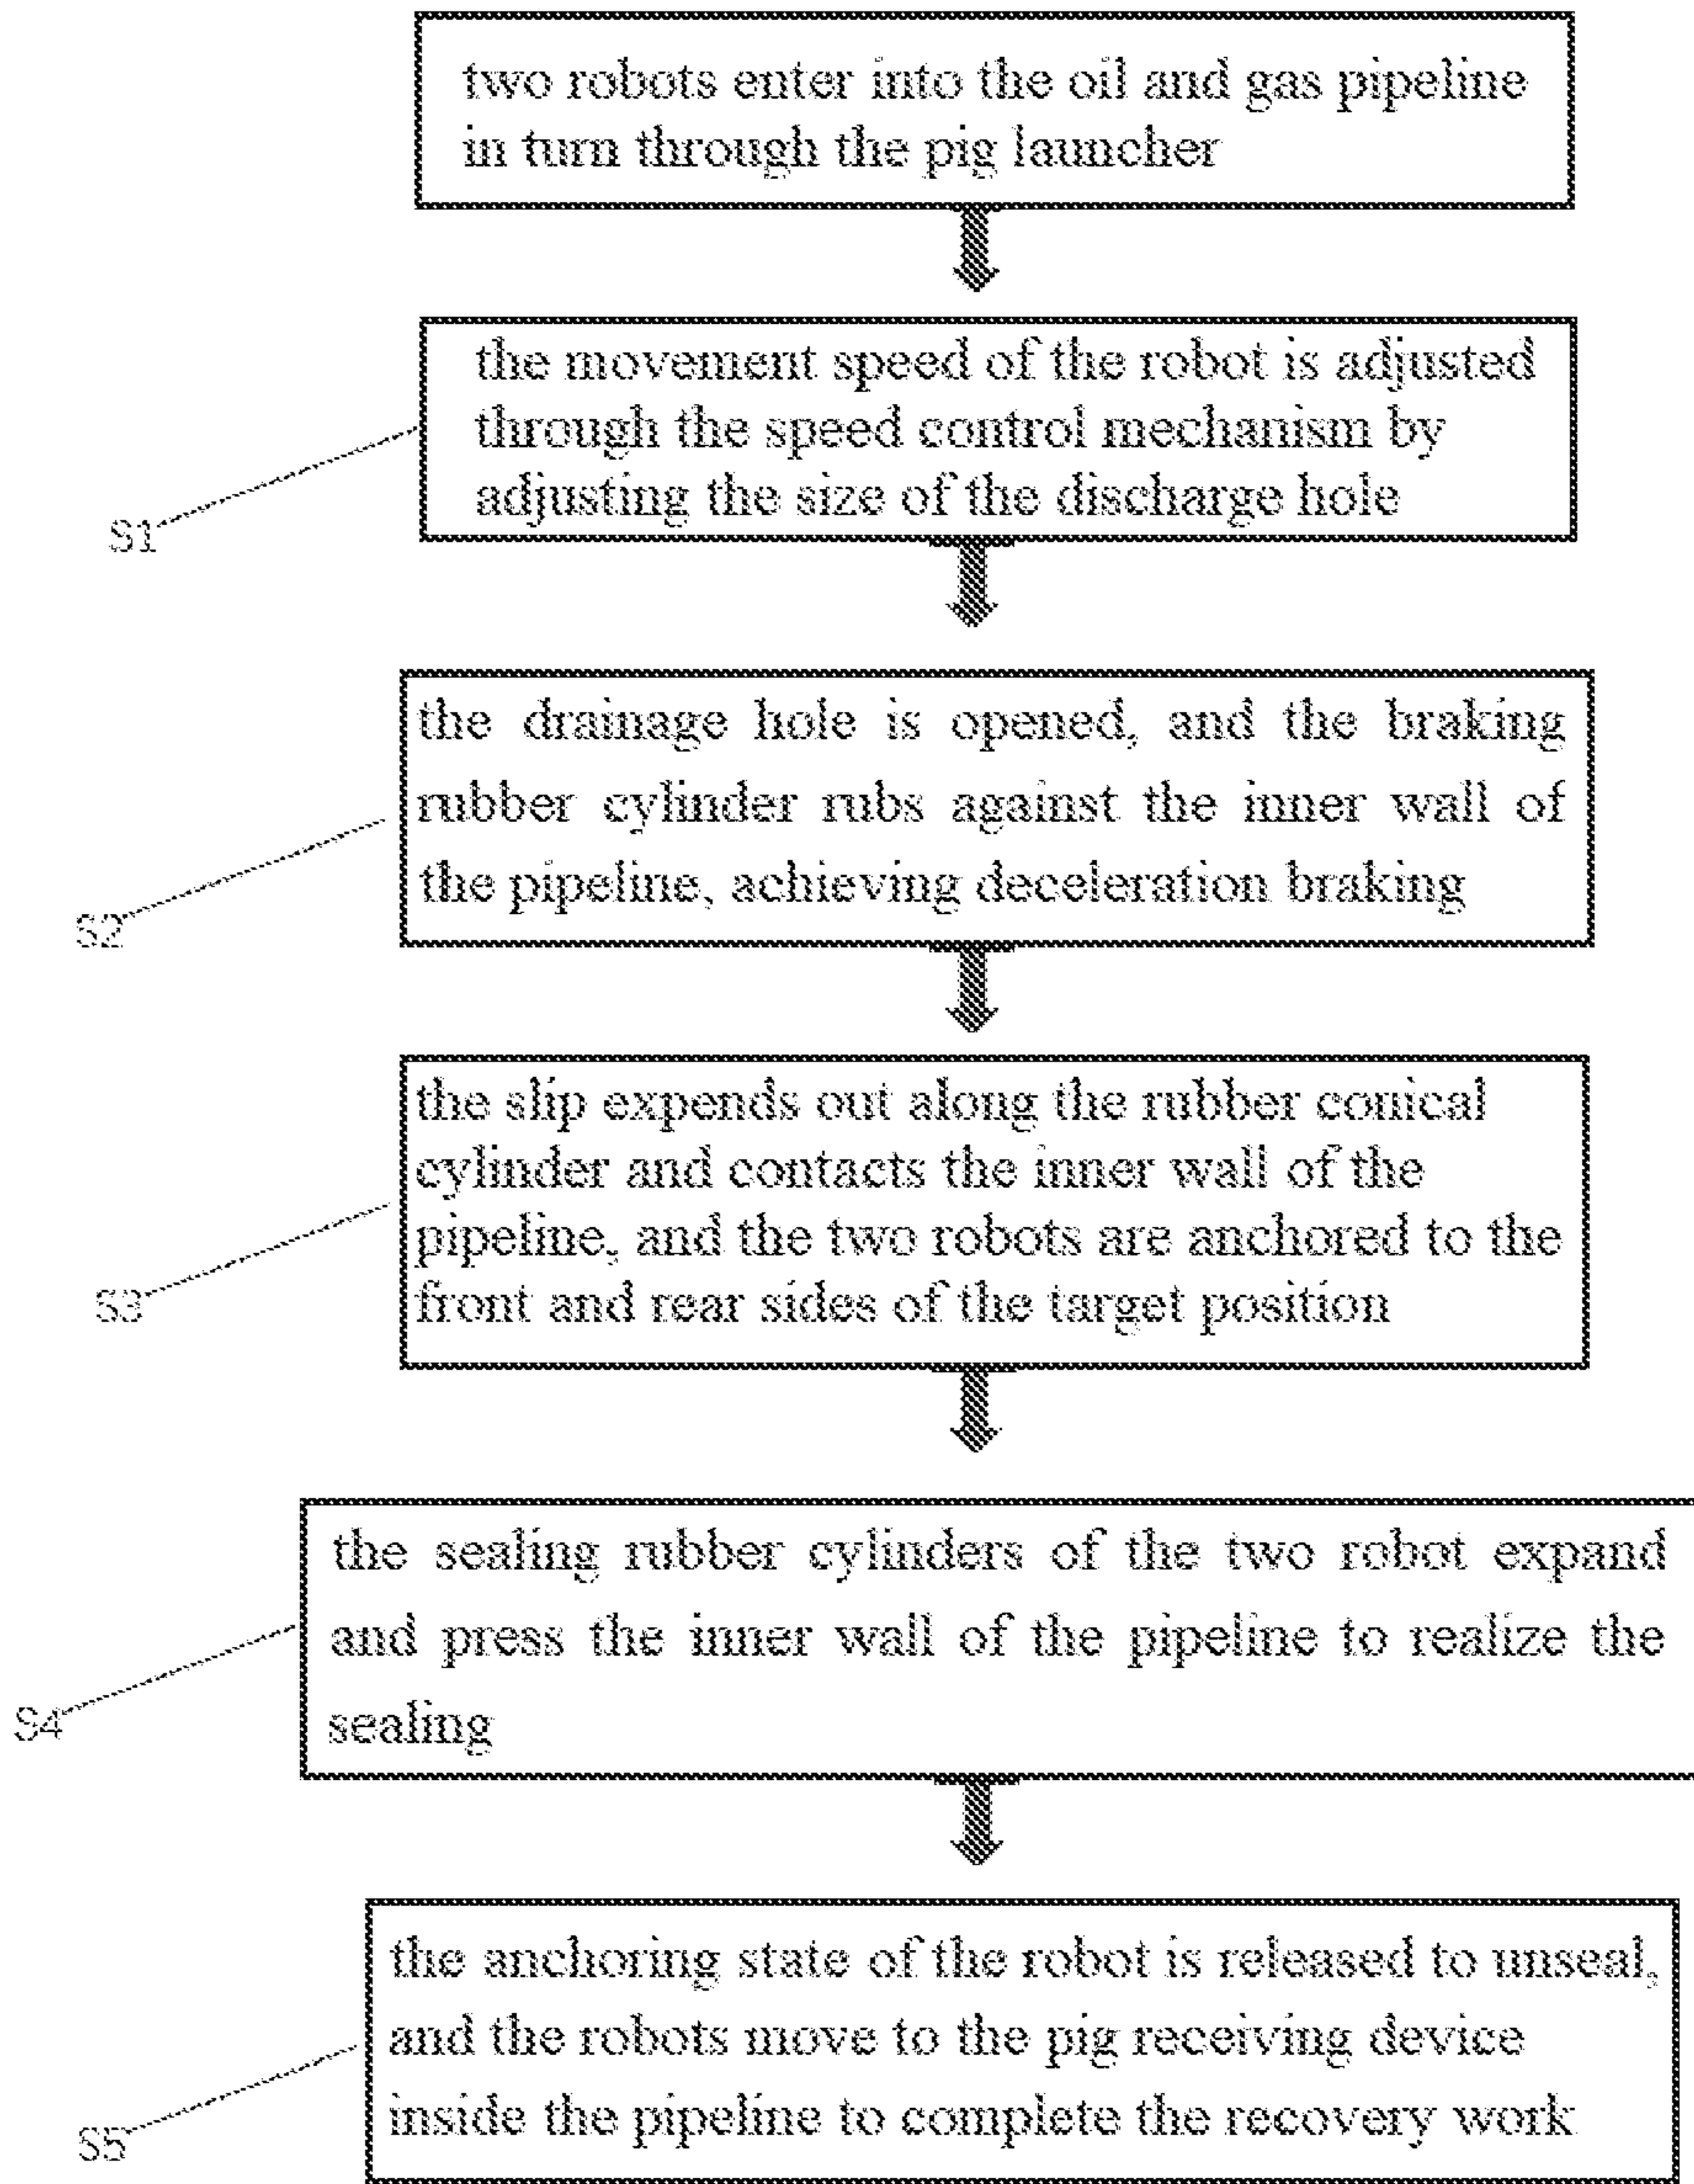 two robots enter into the oil and gas pipeline
in turn through the pig launcher
the movement speed of the robot is adjusted
through the speed control mechanism by
adjusting the size of the discharge hole
S1
the drainage hole is opened, and the braking
rubber cylinder rubs against the inner wall of
the pipeline, achieving deceleration braking
S2
the slip expends out along the rubber conical
cylinder and contacts the inner wall of the
pipeline, and the two robots are anchored to the
front and rear sides of the target position
S3
the sealing rubber cylinders of the two robot expand
and press the inner wall of the pipeline to realize the
sealing
S4
the anchoring state of the robot is released to unseal,
and the robots move to the pig receiving device
inside the pipeline to complete the recovery work
S5